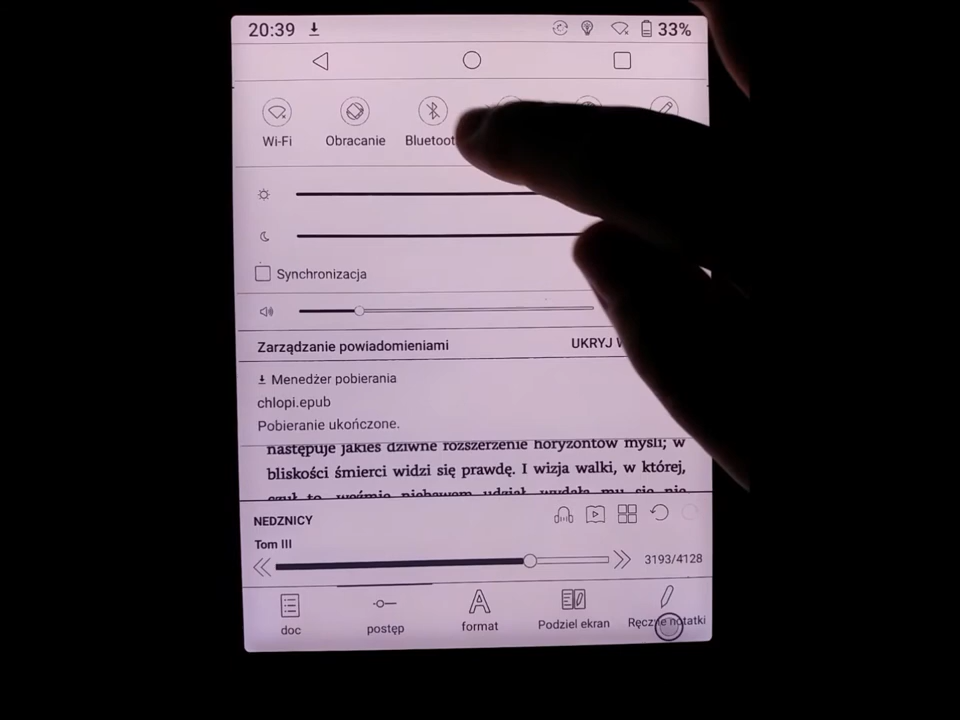 20:39 33%
Wi-Fi Obracanie Bluetoot
Synchronizacja
Zarządzanie powiadomieniami UKRYJ
Menedżer pobierania
chlopi.epub
Pobieranie ukończone.
następuje jakieś dziwne rozszerzenie horyzontów myśli; w
bliskości śmierci widzi się prawdę. I wizja walki, w której,
NEDZNICY
Tom III
3193/4128
doc postęp format Podziel ekran Ręczne notatki